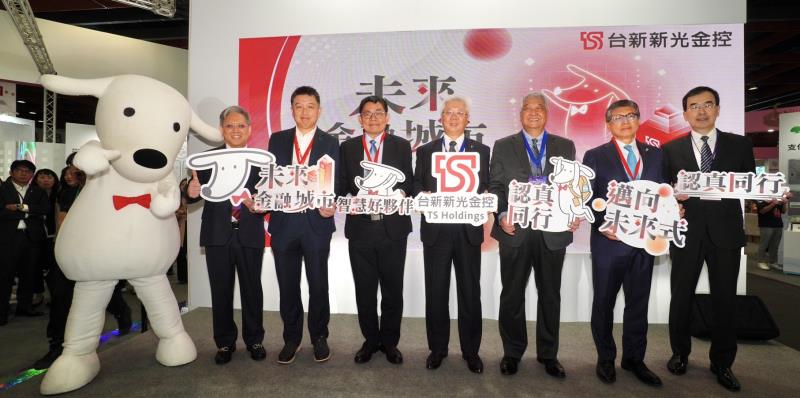 台新新光金控
未來
金融城市
未來
金融城市
智慧好夥伴
台新新光金控
TS Holdings
認真
同行
邁向
未來式
認真同行
支付